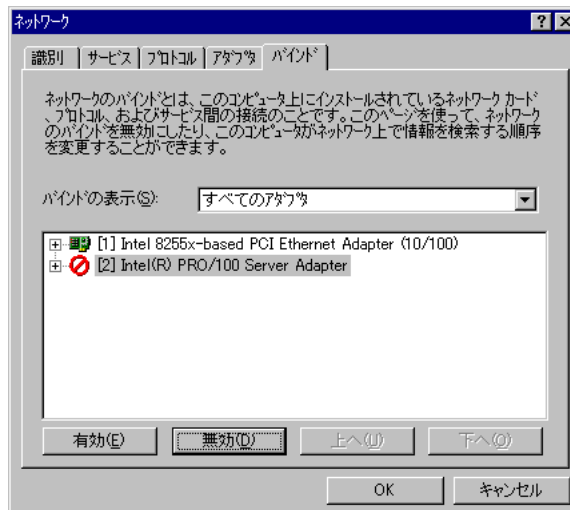 ネットワーク
識別
サービス
プロトコル
アダプタ
バインド
ネットワークのバインドとは、このコンピュータ上にインストールされているネットワーク カード
、プロトコル、およびサービス間の接続のことです。このページを使って、ネットワーク
のバインドを無効にしたり、このコンピュータがネットワーク上で情報を検索する順序
を変更することができます。
バインドの表示(S):
すべてのアダプタ
[1] Intel 8255x-based PCI Ethernet Adapter (10/100)
[2] Intel(R) PRO/100 Server Adapter
有効(E)
無効(D)
上へ(U)
下へ(O)
OK
キャンセル